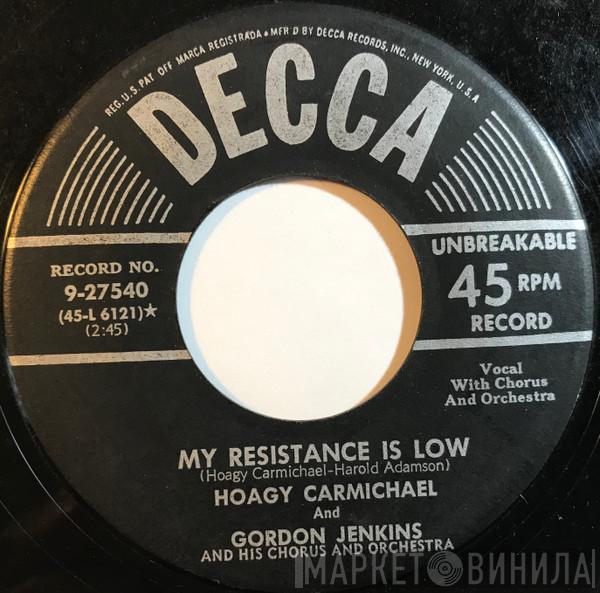 REG. U.S. PAT. OFF. MARCA REGISTRADA • MFR'D BY DECCA RECORDS, INC., NEW YORK, U.S.A
DECCA
RECORD NO.
9-27540
(45-L 6121)★
(2:45)
UNBREAKABLE
45 RPM
RECORD
Vocal
With Chorus
And Orchestra
MY RESISTANCE IS LOW
(Hoagy Carmichael-Harold Adamson)
HOAGY CARMICHAEL
And
GORDON JENKINS
AND HIS CHORUS AND ORCHESTRA
МАРКЕТ ВИНИЛА